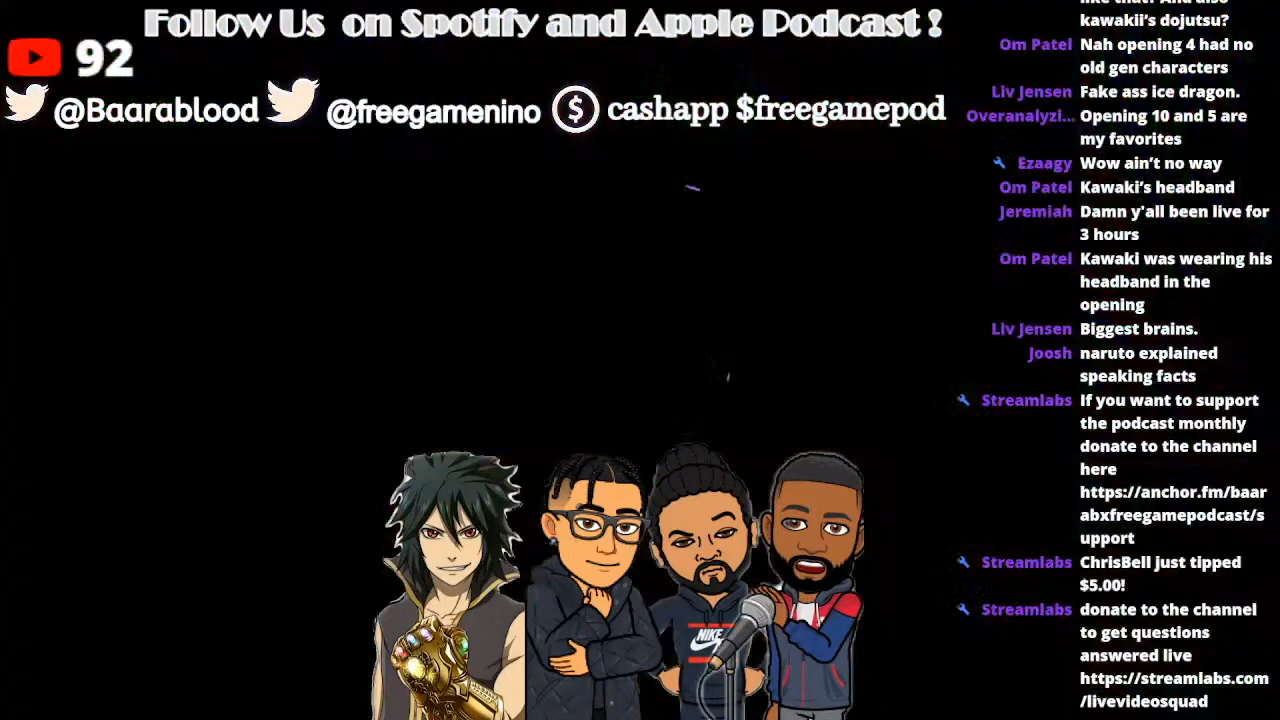 Follow Us on Spotify and Apple Podcast !
92
@Baarablood @freegamenino $ cashapp $freegamepod
kawakii's dojutsu?
Om Patel Nah opening 4 had no
old gen characters
Liv Jensen Fake ass ice dragon.
Overanalyzi... Opening 10 and 5 are
my favorites
Ezaagy Wow ain't no way
Om Patel Kawaki's headband
Jeremiah Damn y'all been live for
3 hours
Om Patel Kawaki was wearing his
headband in the
opening
Liv Jensen Biggest brains.
Joosh naruto explained
speaking facts
Streamlabs If you want to support
the podcast monthly
donate to the channel
here
https://anchor.fm/baar
abxfreegamepodcast/s
upport
Streamlabs ChrisBell just tipped
$5.00!
Streamlabs donate to the channel
to get questions
answered live
https://streamlabs.com
/livevideosquad
NIKE